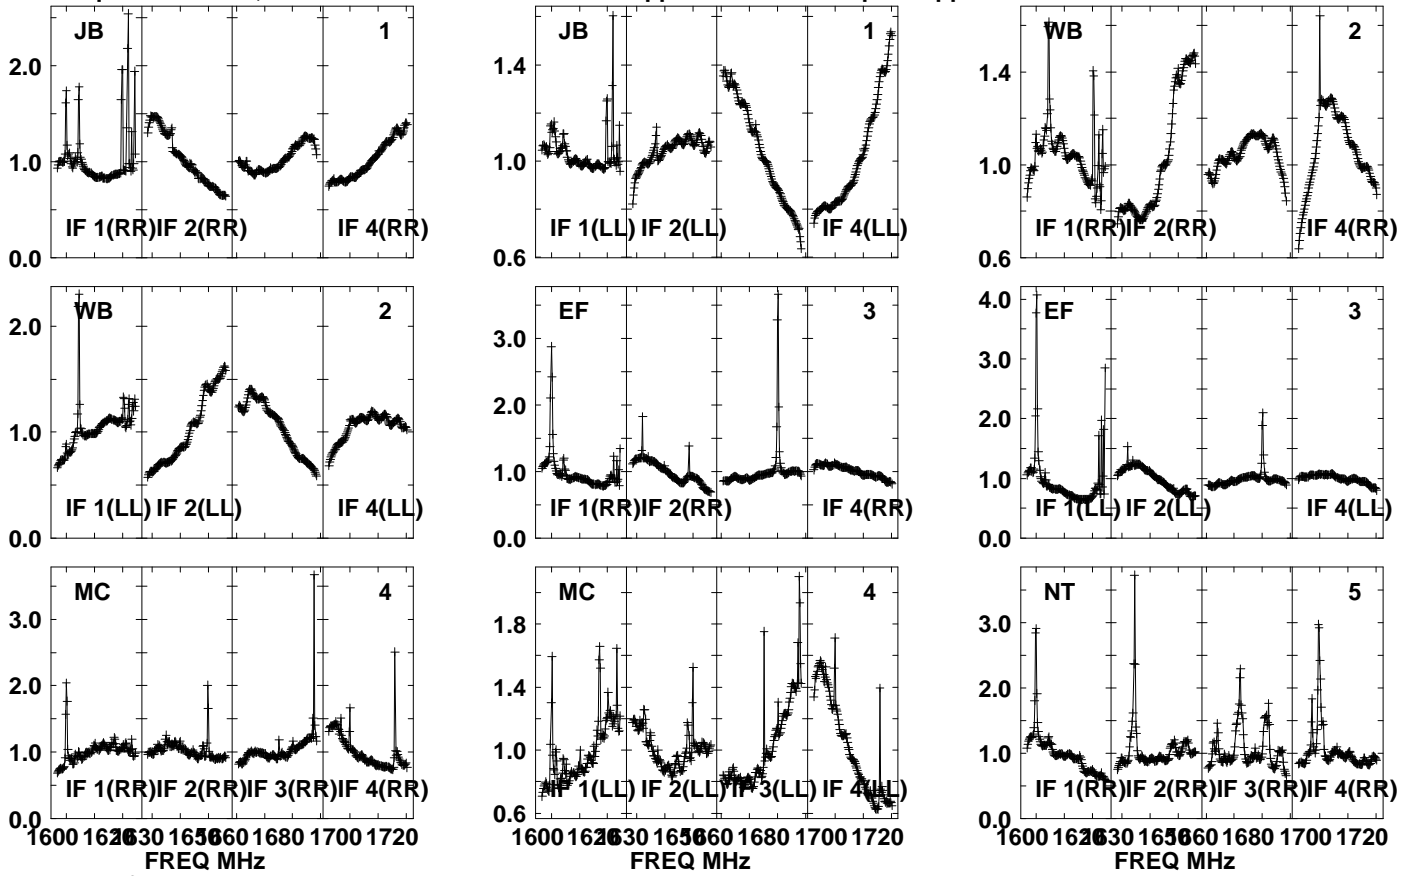 JB 1 JB 1 WB 2
2.0 1.4 1.4
1.0 1.0 1.0
IF 1(RR) IF 2(RR) IF 4(RR) IF 1(LL) IF 2(LL) IF 4(LL) IF 1(RR) IF 2(RR) IF 4(RR)
0.0 0.6 0.6
WB 2 EF 3 EF 3
2.0 3.0 4.0
3.0
1.0 2.0 2.0
1.0 1.0
IF 1(LL) IF 2(LL) IF 4(LL) IF 1(RR) IF 2(RR) IF 4(RR) IF 1(LL) IF 2(LL) IF 4(LL)
0.0 0.0 0.0
MC 4 MC 4 NT 5
3.0 1.8 3.0
2.0 1.4 2.0
1.0 1.0 1.0
IF 1(RR) IF 2(RR) IF 3(RR) IF 4(RR) IF 1(LL) IF 2(LL) IF 3(LL) IF 4(LL) IF 1(RR) IF 2(RR) IF 3(RR) IF 4(RR)
0.0 0.6 0.0
1600 1620 1630 1650 1660 1700 1720 1600 1620 1630 1650 1660 1700 1720 1600 1620 1630 1650 1660 1700 1720
FREQ MHz FREQ MHz FREQ MHz